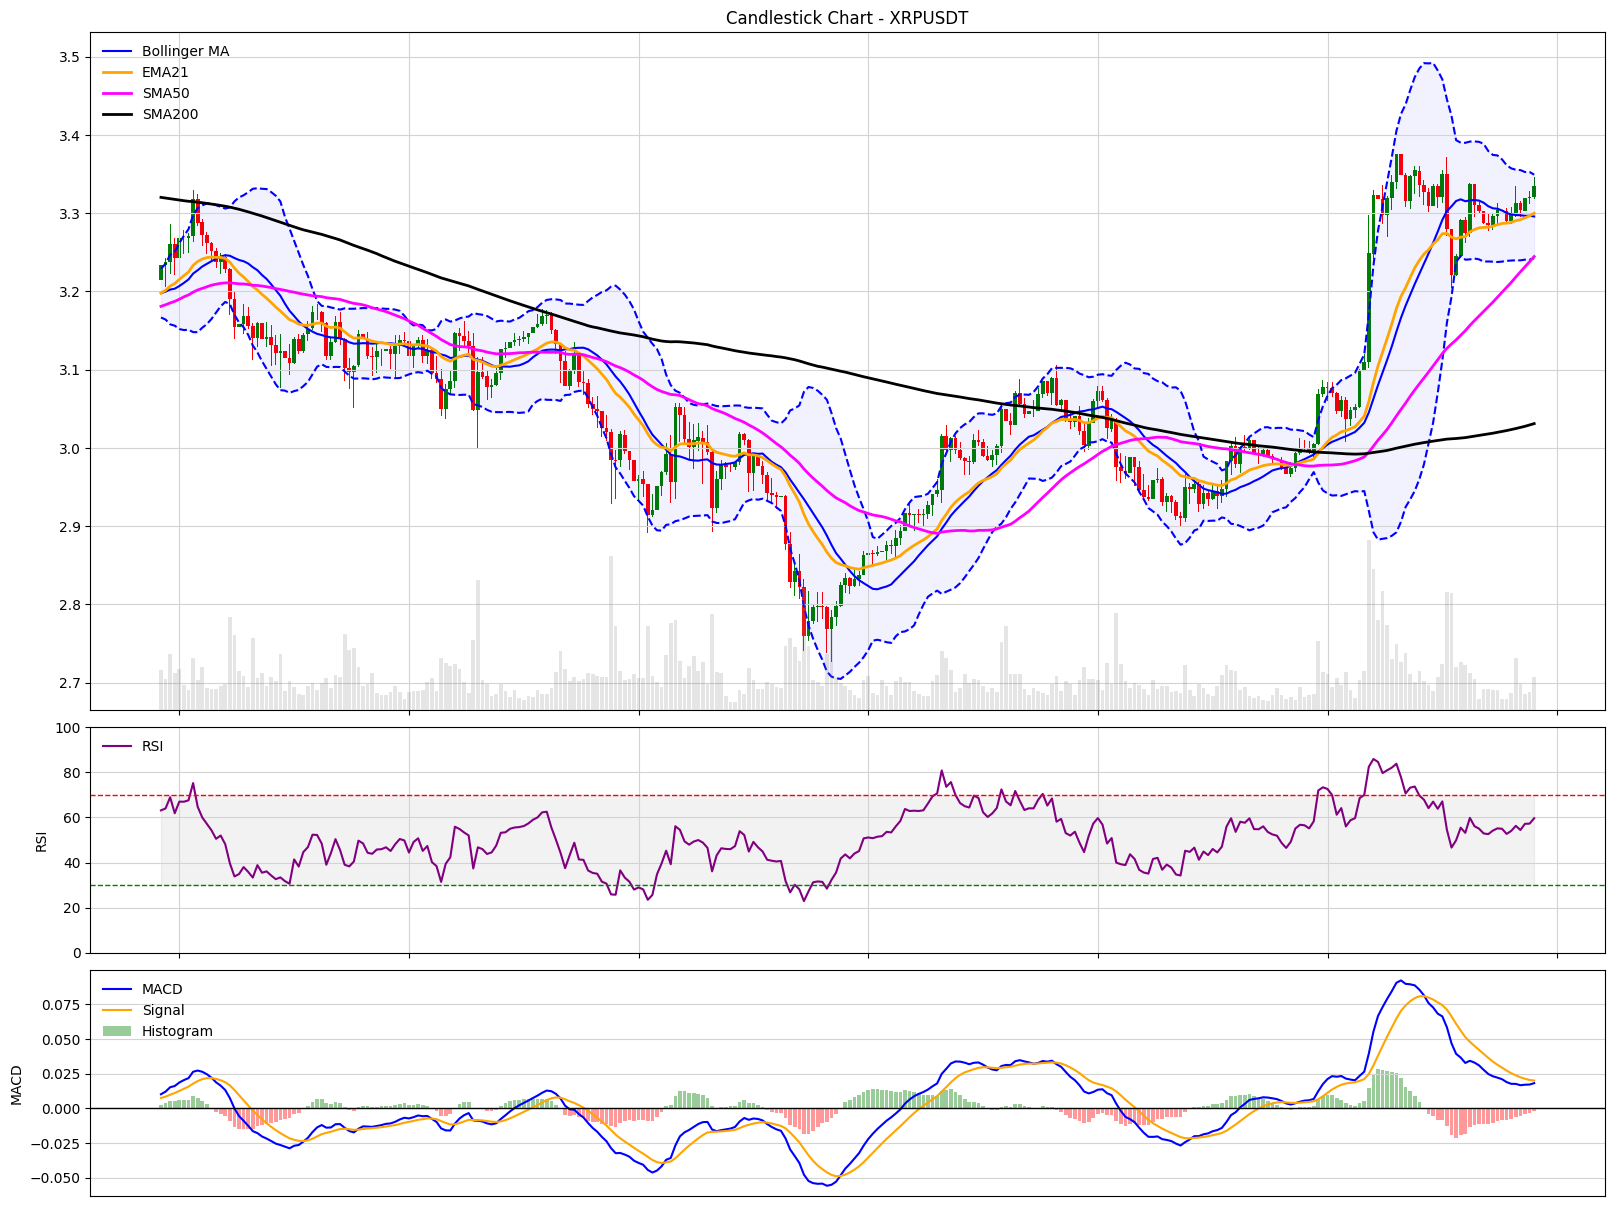 Candlestick Chart - XRPUSDT
Bollinger MA
EMA21
SMA50
SMA200
3.5
3.4
3.3
3.2
3.1
3.0
2.9
2.8
2.7
RSI
100
80
60
40
20
0
RSI
MACD
Signal
Histogram
0.075
0.050
0.025
0.000
−0.025
−0.050
MACD